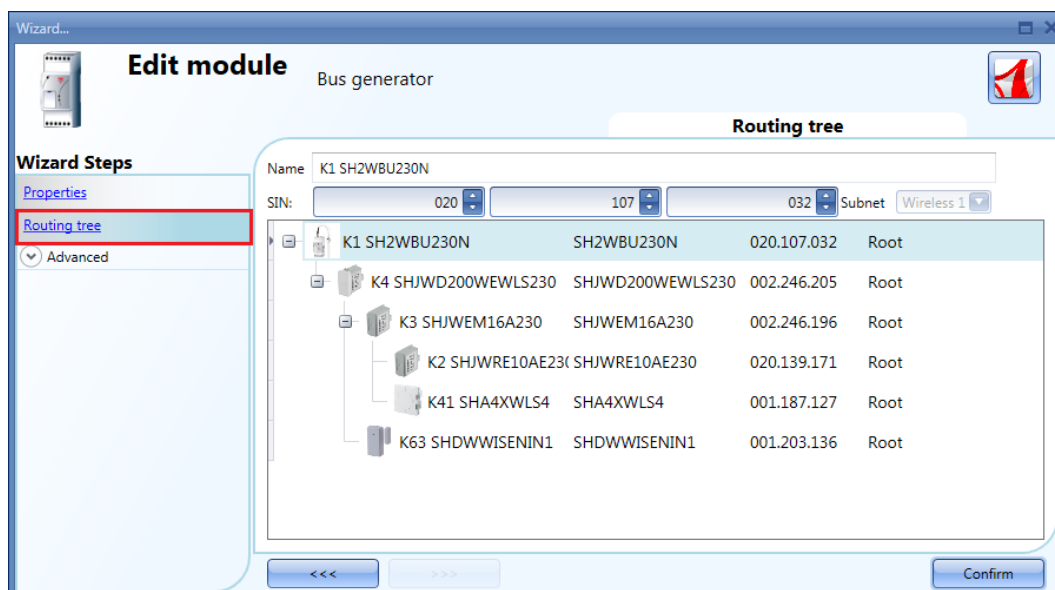 Wizard...
Edit module
Bus generator
Routing tree
Wizard Steps
Properties
Routing tree
Advanced
Name K1 SH2WBU230N
SIN: 020 107 032 Subnet Wireless 1
K1 SH2WBU230N SH2WBU230N 020.107.032 Root
K4 SHJWD200WEWLS230 SHJWD200WEWLS230 002.246.205 Root
K3 SHJWEM16A230 SHJWEM16A230 002.246.196 Root
K2 SHJWRE10AE23( SHJWRE10AE230 020.139.171 Root
K41 SHA4XWLS4 SHA4XWLS4 001.187.127 Root
K63 SHDWWISENIN1 SHDWWISENIN1 001.203.136 Root
<<< >>> Confirm